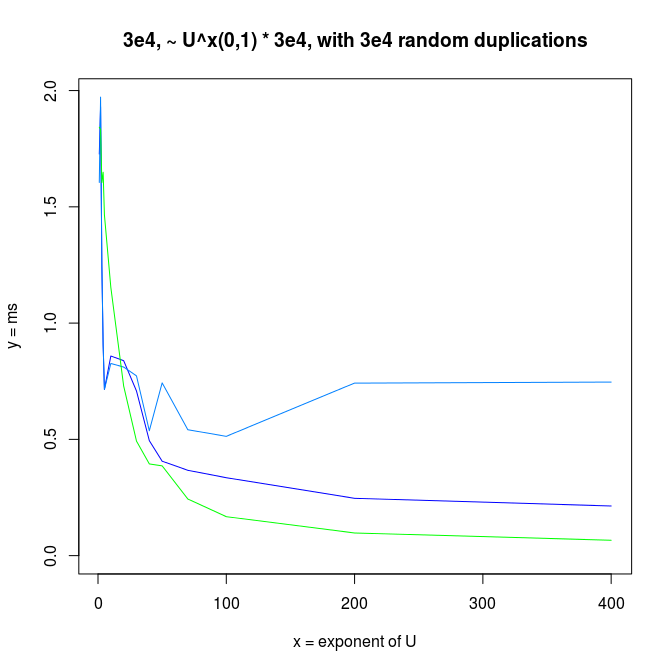 3e4, ~ U^x(0,1) * 3e4, with 3e4 random duplications
2.0
1.5
1.0
0.5
0.0
y = ms
0 100 200 300 400
x = exponent of U